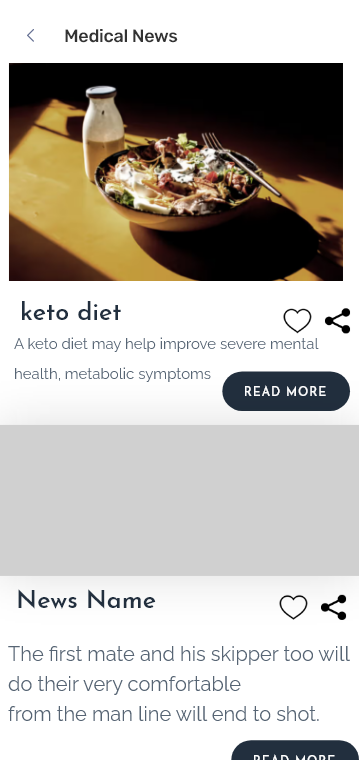 Medical News
keto diet
A keto diet may help improve severe mental
health, metabolic symptoms
READ MORE
News Name
The first mate and his skipper too will
do their very comfortable
from the man line will end to shot.
READ MORE